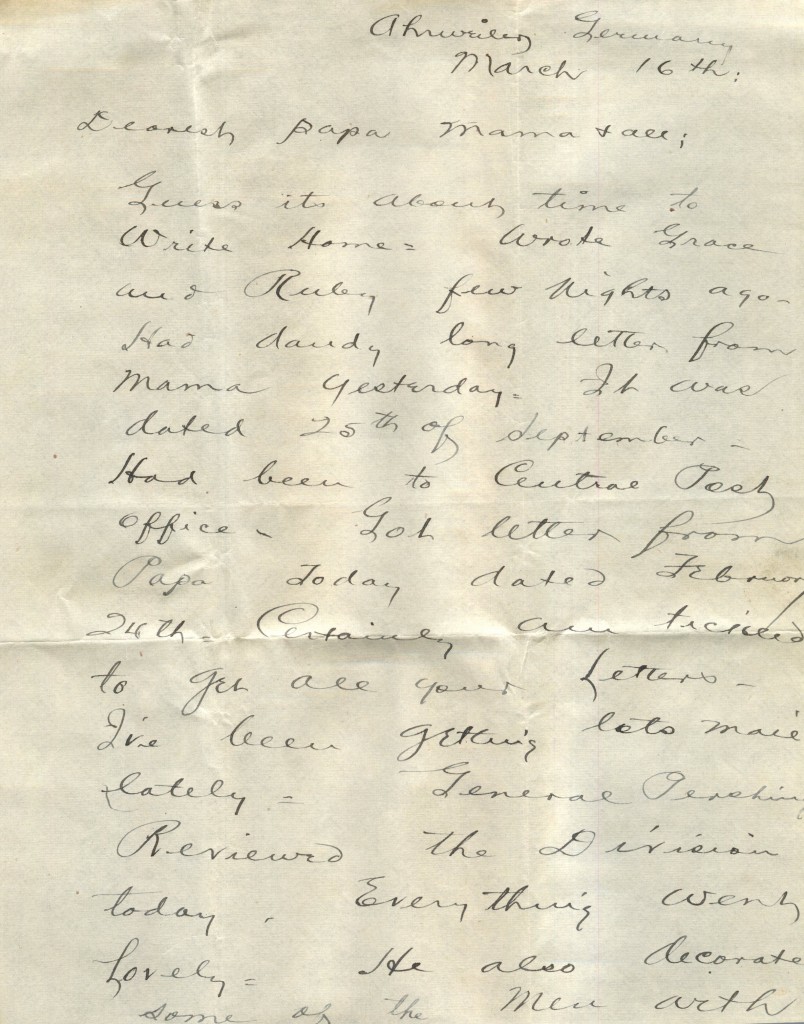 Ahrweiler, Germany
March 16th:
Dearest Papa Mama & all;
Guess its about time to
Write Home = Wrote Grace
and Ruby few Nights ago -
Had dandy long letter from
Mama Yesterday = It was
dated 25th of September -
Had been to Central Post
Office - Got letter from
Papa Today dated February
24th = Certainly am tickled
to get all your Letters -
I've been getting lots mail
lately = General Pershing
Reviewed the Division
today. Everything went
Lovely = He also decorate
some of the Men